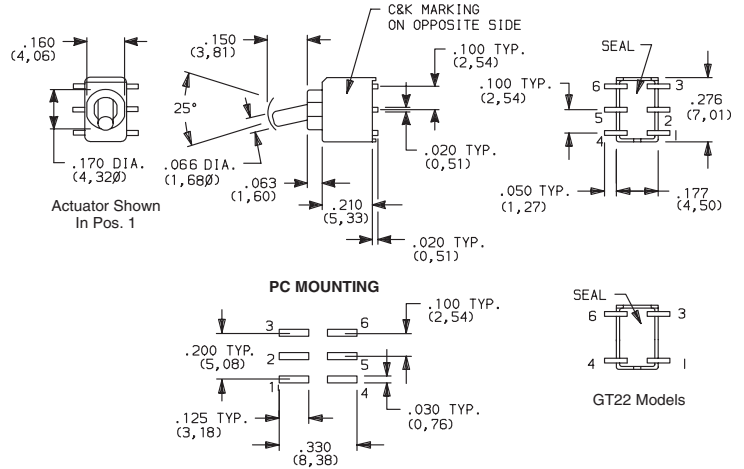 C&K MARKING
ON OPPOSITE SIDE
.160
(4,06)
.150
(3,81)
25°
.170 DIA.
(4,32Ø)
Actuator Shown
In Pos. 1
.066 DIA.
(1,68Ø)
.063
(1,60)
.210
(5,33)
.100 TYP.
(2,54)
.020 TYP.
(0,51)
.020 TYP.
(0,51)
SEAL
.100 TYP.
(2,54)
6
3
5
2
4
1
.276
(7,01)
.050 TYP.
(1,27)
.177
(4,50)
PC MOUNTING
3
6
2
5
1
4
.100 TYP.
(2,54)
.200 TYP.
(5,08)
.125 TYP.
(3,18)
.330
(8,38)
.030 TYP.
(0,76)
SEAL
6
3
4
1
GT22 Models